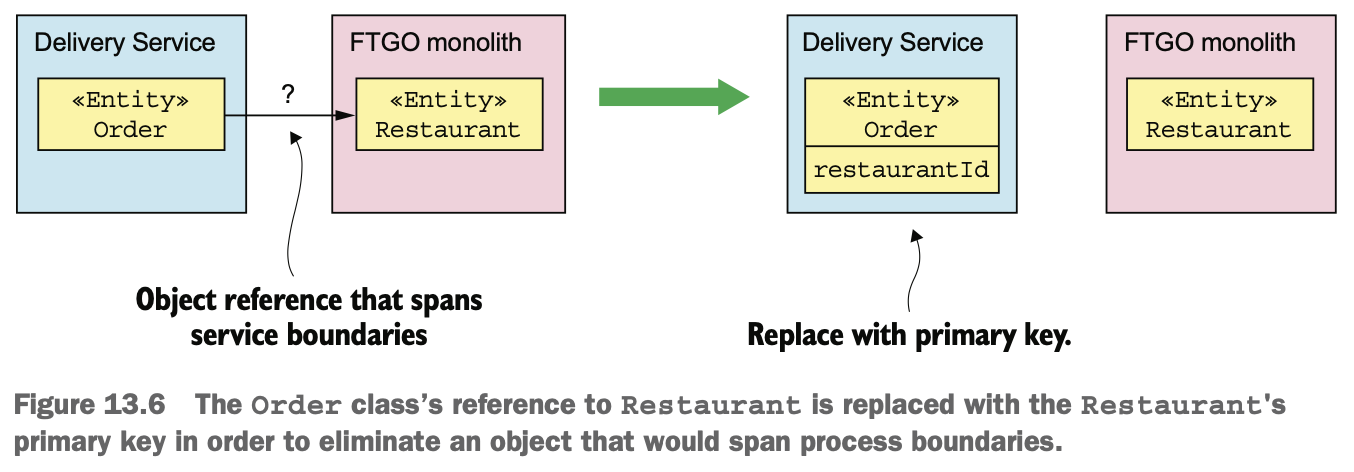 Delivery Service
«Entity»
Order
?
FTGO monolith
«Entity»
Restaurant
Object reference that spans
service boundaries
Delivery Service
«Entity»
Order
restaurantId
FTGO monolith
«Entity»
Restaurant
Replace with primary key.
Figure 13.6 The Order class's reference to Restaurant is replaced with the Restaurant's
primary key in order to eliminate an object that would span process boundaries.